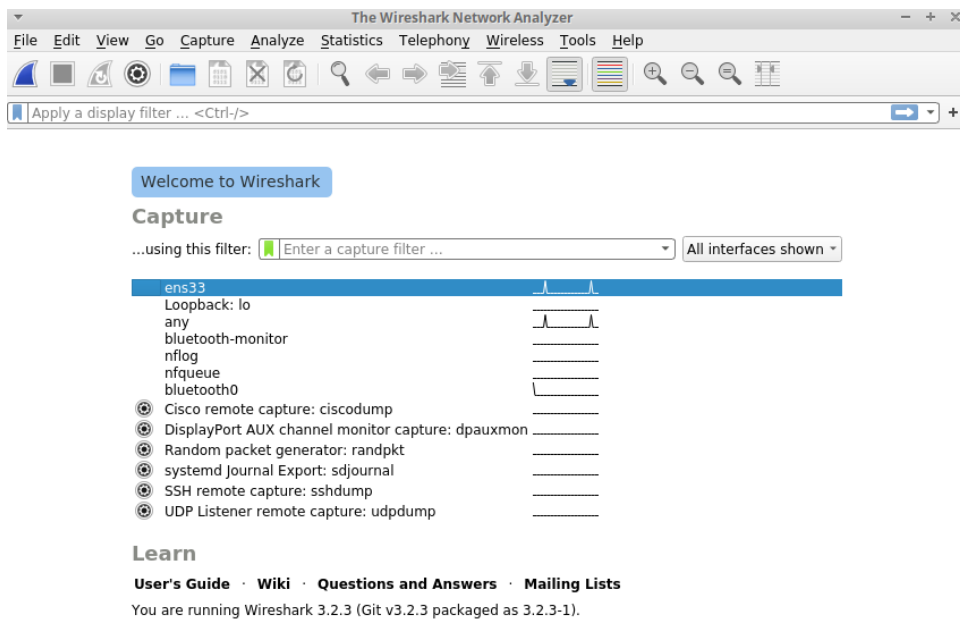 The Wireshark Network Analyzer
File Edit View Go Capture Analyze Statistics Telephony Wireless Tools Help
Apply a display filter ... <Ctrl-/>
Welcome to Wireshark
Capture
...using this filter: Enter a capture filter ... All interfaces shown
ens33
Loopback: lo
any
bluetooth-monitor
nflog
nfqueue
bluetooth0
Cisco remote capture: ciscodump
DisplayPort AUX channel monitor capture: dpauxmon
Random packet generator: randpkt
systemd Journal Export: sdjournal
SSH remote capture: sshdump
UDP Listener remote capture: udpdump
Learn
User's Guide · Wiki · Questions and Answers · Mailing Lists
You are running Wireshark 3.2.3 (Git v3.2.3 packaged as 3.2.3-1).